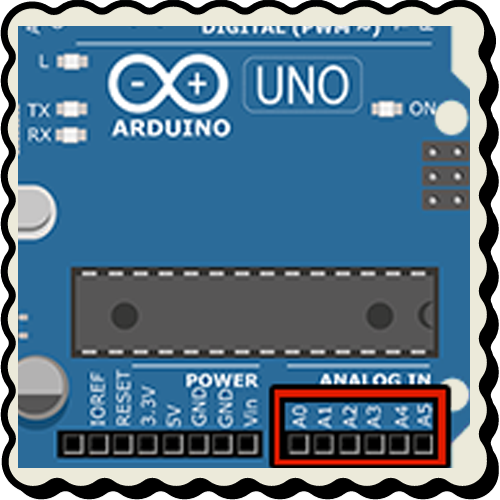 DIGITAL (PWM ~)
L
- +
UNO
TX
ON
RX
ARDUINO
POWER
ANALOG IN
IOREF
RESET
3.3V
5V
GND
GND
Vin
A0
A1
A2
A3
A4
A5